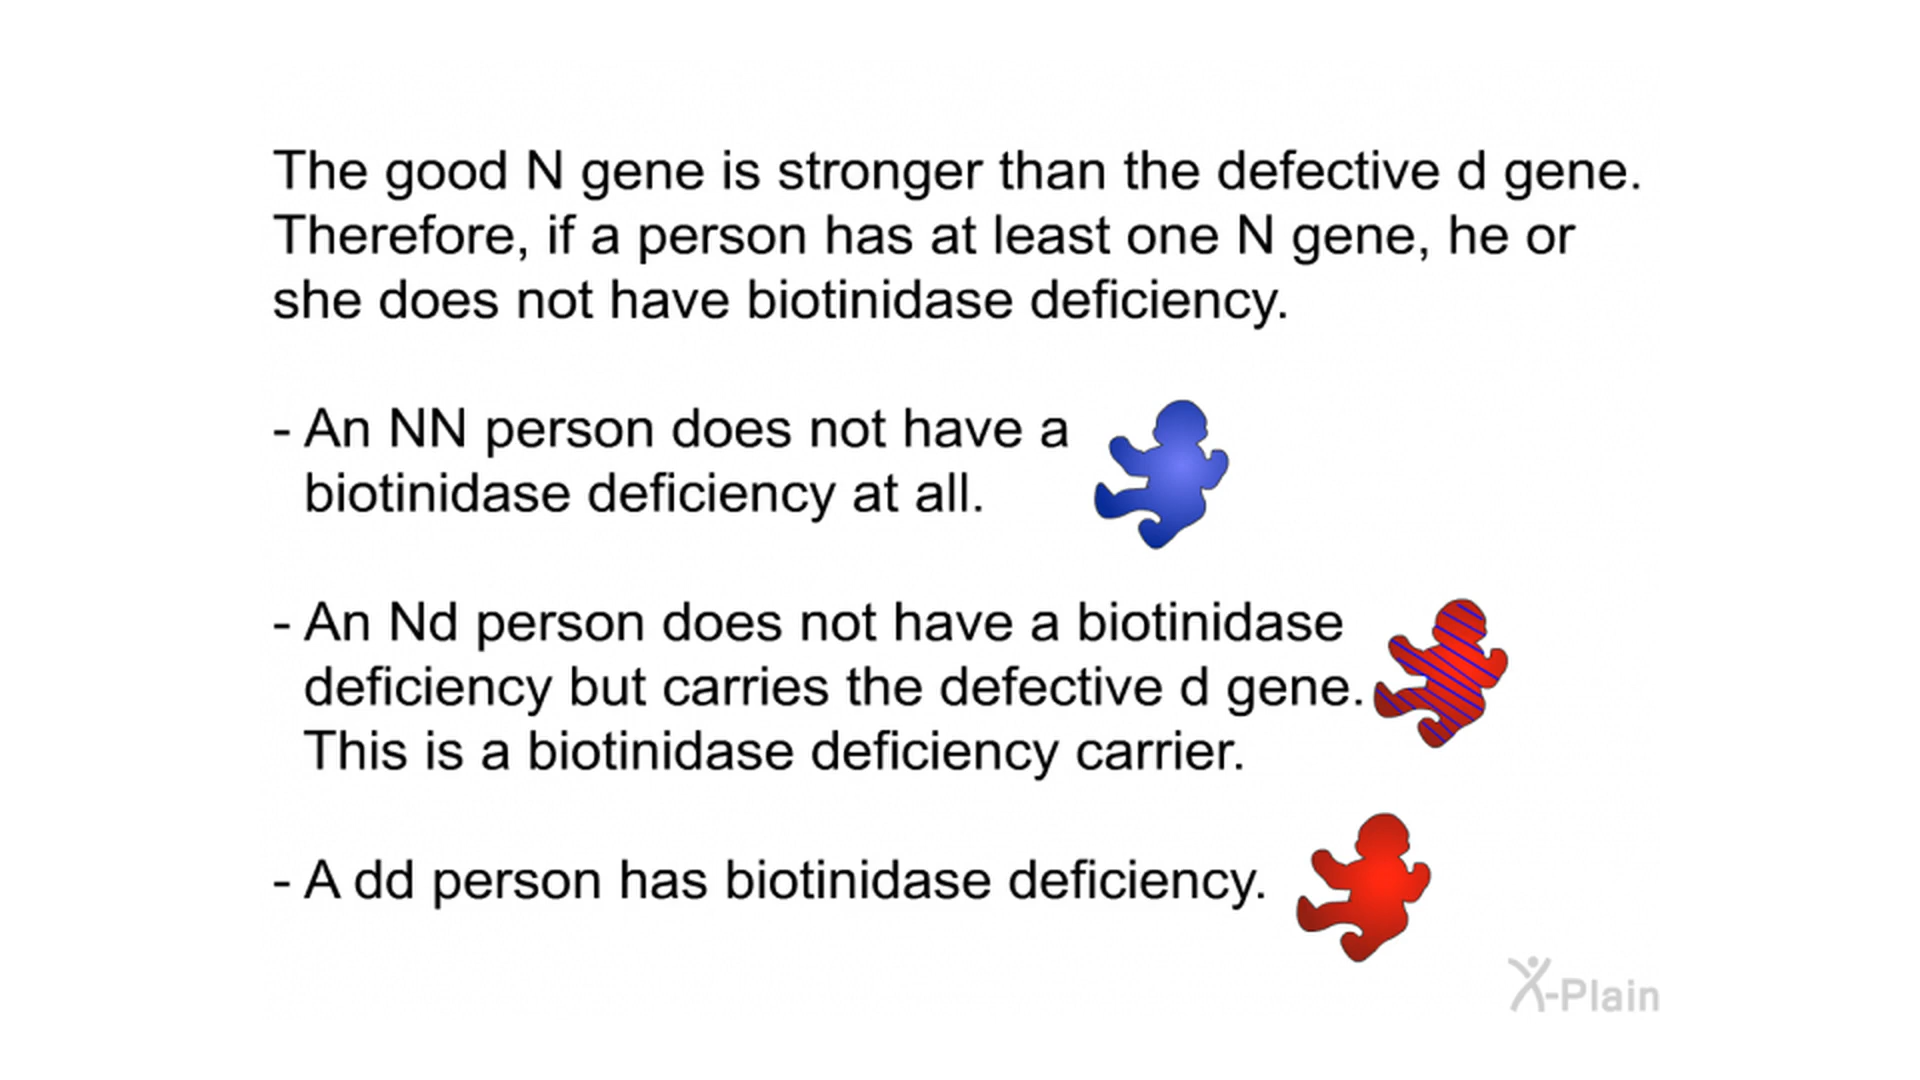 The good N gene is stronger than the defective d gene.
Therefore, if a person has at least one N gene, he or
she does not have biotinidase deficiency.
- An NN person does not have a
biotinidase deficiency at all.
- An Nd person does not have a biotinidase
deficiency but carries the defective d gene.
This is a biotinidase deficiency carrier.
- A dd person has biotinidase deficiency.
X-Plain